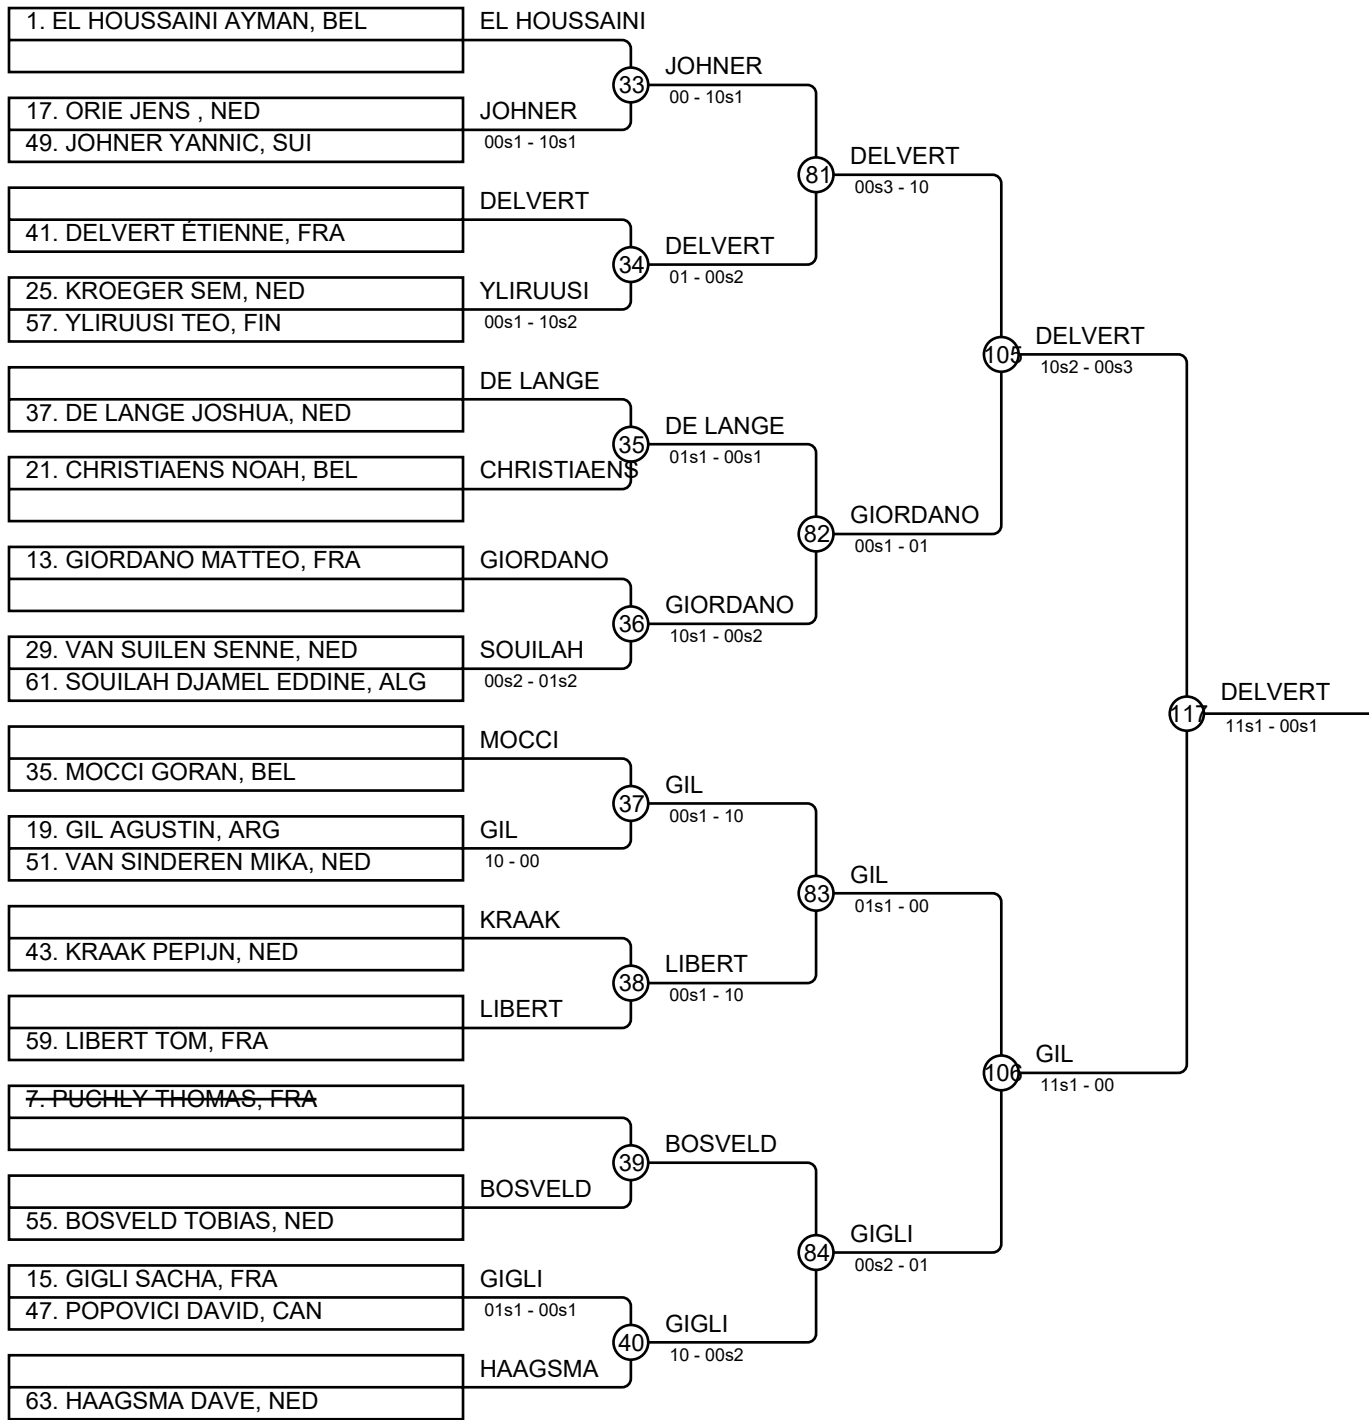 1. EL HOUSSAINI AYMAN, BEL
EL HOUSSAINI
33
JOHNER
00 - 10s1
17. ORIE JENS , NED
49. JOHNER YANNIC, SUI
JOHNER
00s1 - 10s1
81
DELVERT
00s3 - 10
41. DELVERT ÉTIENNE, FRA
DELVERT
34
DELVERT
01 - 00s2
25. KROEGER SEM, NED
57. YLIRUUSI TEO, FIN
YLIRUUSI
00s1 - 10s2
105
DELVERT
10s2 - 00s3
37. DE LANGE JOSHUA, NED
DE LANGE
35
DE LANGE
01s1 - 00s1
21. CHRISTIAENS NOAH, BEL
CHRISTIAENS
82
GIORDANO
00s1 - 01
13. GIORDANO MATTEO, FRA
GIORDANO
36
GIORDANO
10s1 - 00s2
29. VAN SUILEN SENNE, NED
61. SOUILAH DJAMEL EDDINE, ALG
SOUILAH
00s2 - 01s2
117
DELVERT
11s1 - 00s1
35. MOCCI GORAN, BEL
MOCCI
37
GIL
00s1 - 10
19. GIL AGUSTIN, ARG
51. VAN SINDEREN MIKA, NED
GIL
10 - 00
83
GIL
01s1 - 00
43. KRAAK PEPIJN, NED
KRAAK
38
LIBERT
00s1 - 10
59. LIBERT TOM, FRA
LIBERT
106
GIL
11s1 - 00
7. PUCHLY THOMAS, FRA
39
BOSVELD
55. BOSVELD TOBIAS, NED
BOSVELD
84
GIGLI
00s2 - 01
15. GIGLI SACHA, FRA
47. POPOVICI DAVID, CAN
GIGLI
01s1 - 00s1
40
GIGLI
10 - 00s2
63. HAAGSMA DAVE, NED
HAAGSMA